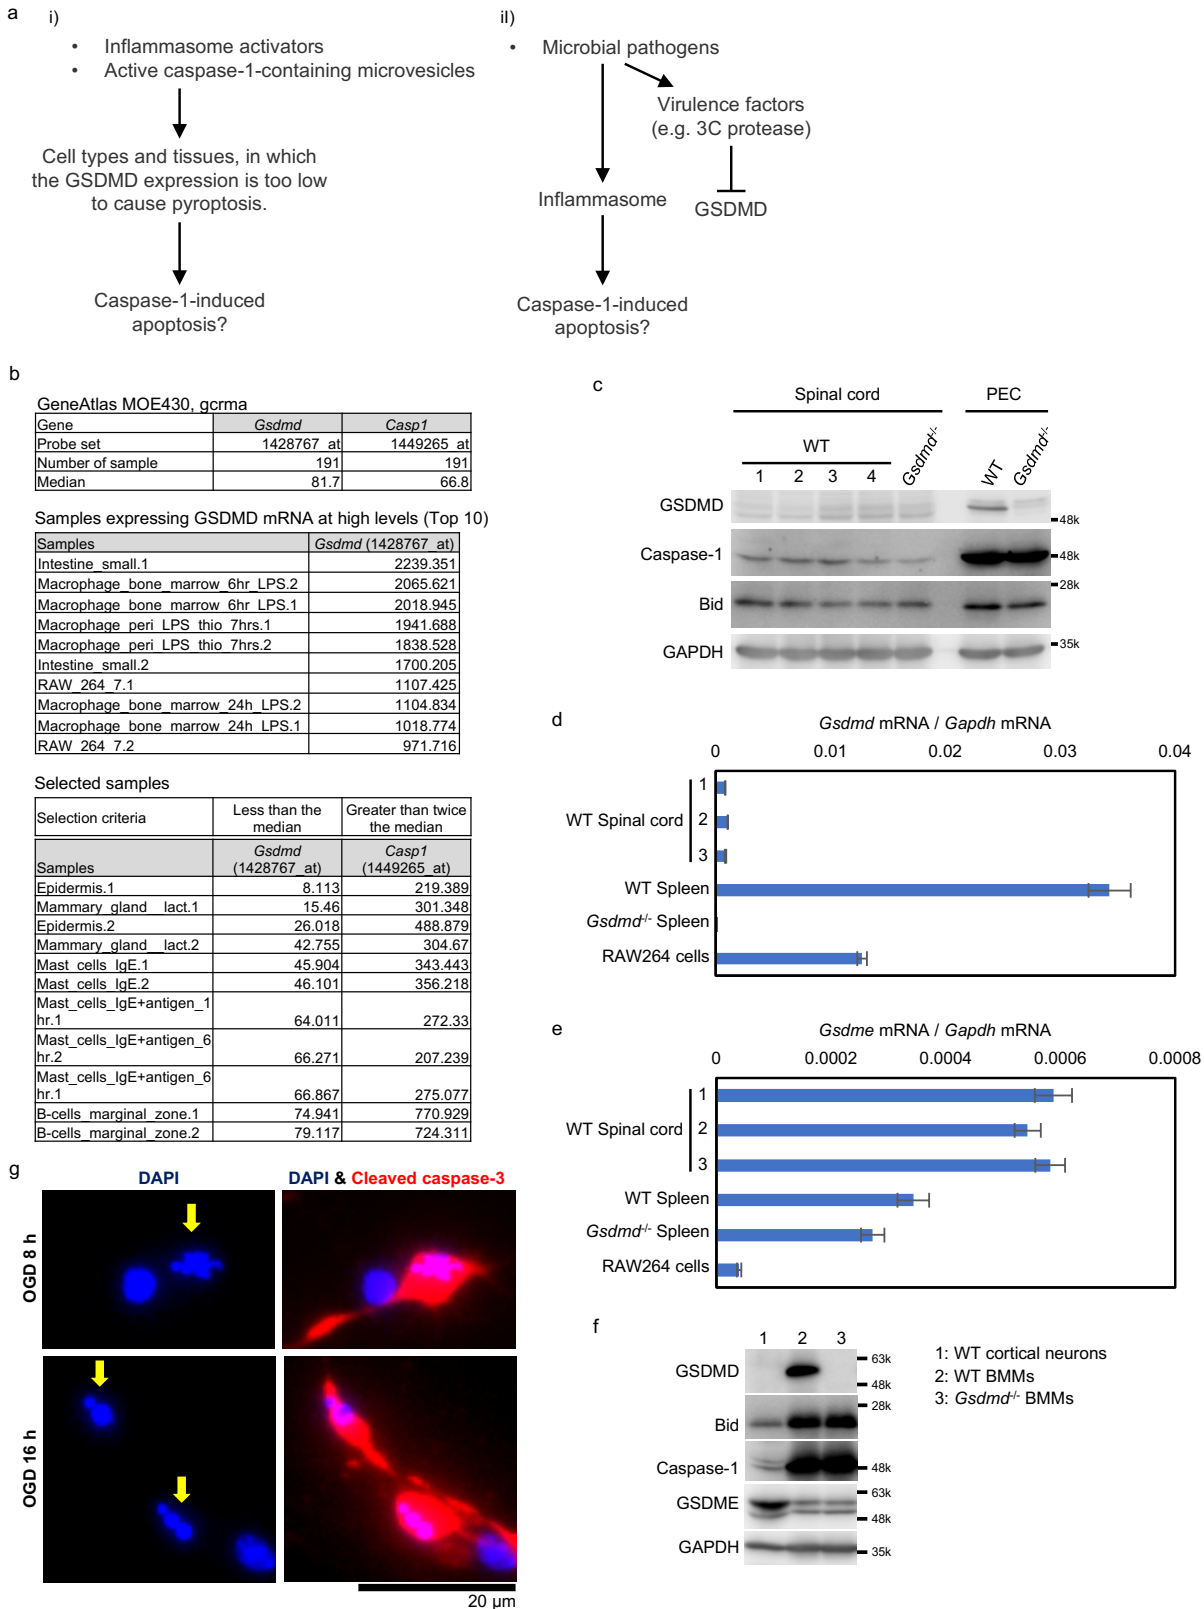 a
i)
• Inflammasome activators
• Active caspase-1-containing microvesicles
Cell types and tissues, in which
the GSDMD expression is too low
to cause pyroptosis.
Caspase-1-induced
apoptosis?
iI)
• Microbial pathogens
Virulence factors
(e.g. 3C protease)
Inflammasome
GSDMD
Caspase-1-induced
apoptosis?
b
GeneAtlas MOE430, gcrma
Gene Gsdmd Casp1
Probe set 1428767_at 1449265_at
Number of sample 191 191
Median 81.7 66.8
Samples expressing GSDMD mRNA at high levels (Top 10)
Samples Gsdmd (1428767_at)
Intestine_small.1 2239.351
Macrophage_bone_marrow_6hr_LPS.2 2065.621
Macrophage_bone_marrow_6hr_LPS.1 2018.945
Macrophage_peri_LPS_thio_7hrs.1 1941.688
Macrophage_peri_LPS_thio_7hrs.2 1838.528
Intestine_small.2 1700.205
RAW_264_7.1 1107.425
Macrophage_bone_marrow_24h_LPS.2 1104.834
Macrophage_bone_marrow_24h_LPS.1 1018.774
RAW_264_7.2 971.716
Selected samples
Selection criteria Less than the median Greater than twice the median
Samples Gsdmd (1428767_at) Casp1 (1449265_at)
Epidermis.1 8.113 219.389
Mammary_gland__lact.1 15.46 301.348
Epidermis.2 26.018 488.879
Mammary_gland__lact.2 42.755 304.67
Mast_cells_IgE.1 45.904 343.443
Mast_cells_IgE.2 46.101 356.218
Mast_cells_IgE+antigen_1
hr.1 64.011 272.33
Mast_cells_IgE+antigen_6
hr.2 66.271 207.239
Mast_cells_IgE+antigen_6
hr.1 66.867 275.077
B-cells_marginal_zone.1 74.941 770.929
B-cells_marginal_zone.2 79.117 724.311
c
Spinal cord PEC
WT
1 2 3 4 Gsdmd-/- WT Gsdmd-/-
GSDMD
48k
Caspase-1
48k
28k
Bid
35k
GAPDH
d
Gsdmd mRNA / Gapdh mRNA
0 0.01 0.02 0.03 0.04
1
WT Spinal cord 2
3
WT Spleen
Gsdmd-/- Spleen
RAW264 cells
e
Gsdme mRNA / Gapdh mRNA
0 0.0002 0.0004 0.0006 0.0008
1
WT Spinal cord 2
3
WT Spleen
Gsdmd-/- Spleen
RAW264 cells
f
1 2 3
GSDMD
63k
48k
28k
Bid
Caspase-1
48k
63k
GSDME
48k
GAPDH
35k
1: WT cortical neurons
2: WT BMMs
3: Gsdmd-/- BMMs
g
DAPI
DAPI & Cleaved caspase-3
OGD 8 h
OGD 16 h
20 μm